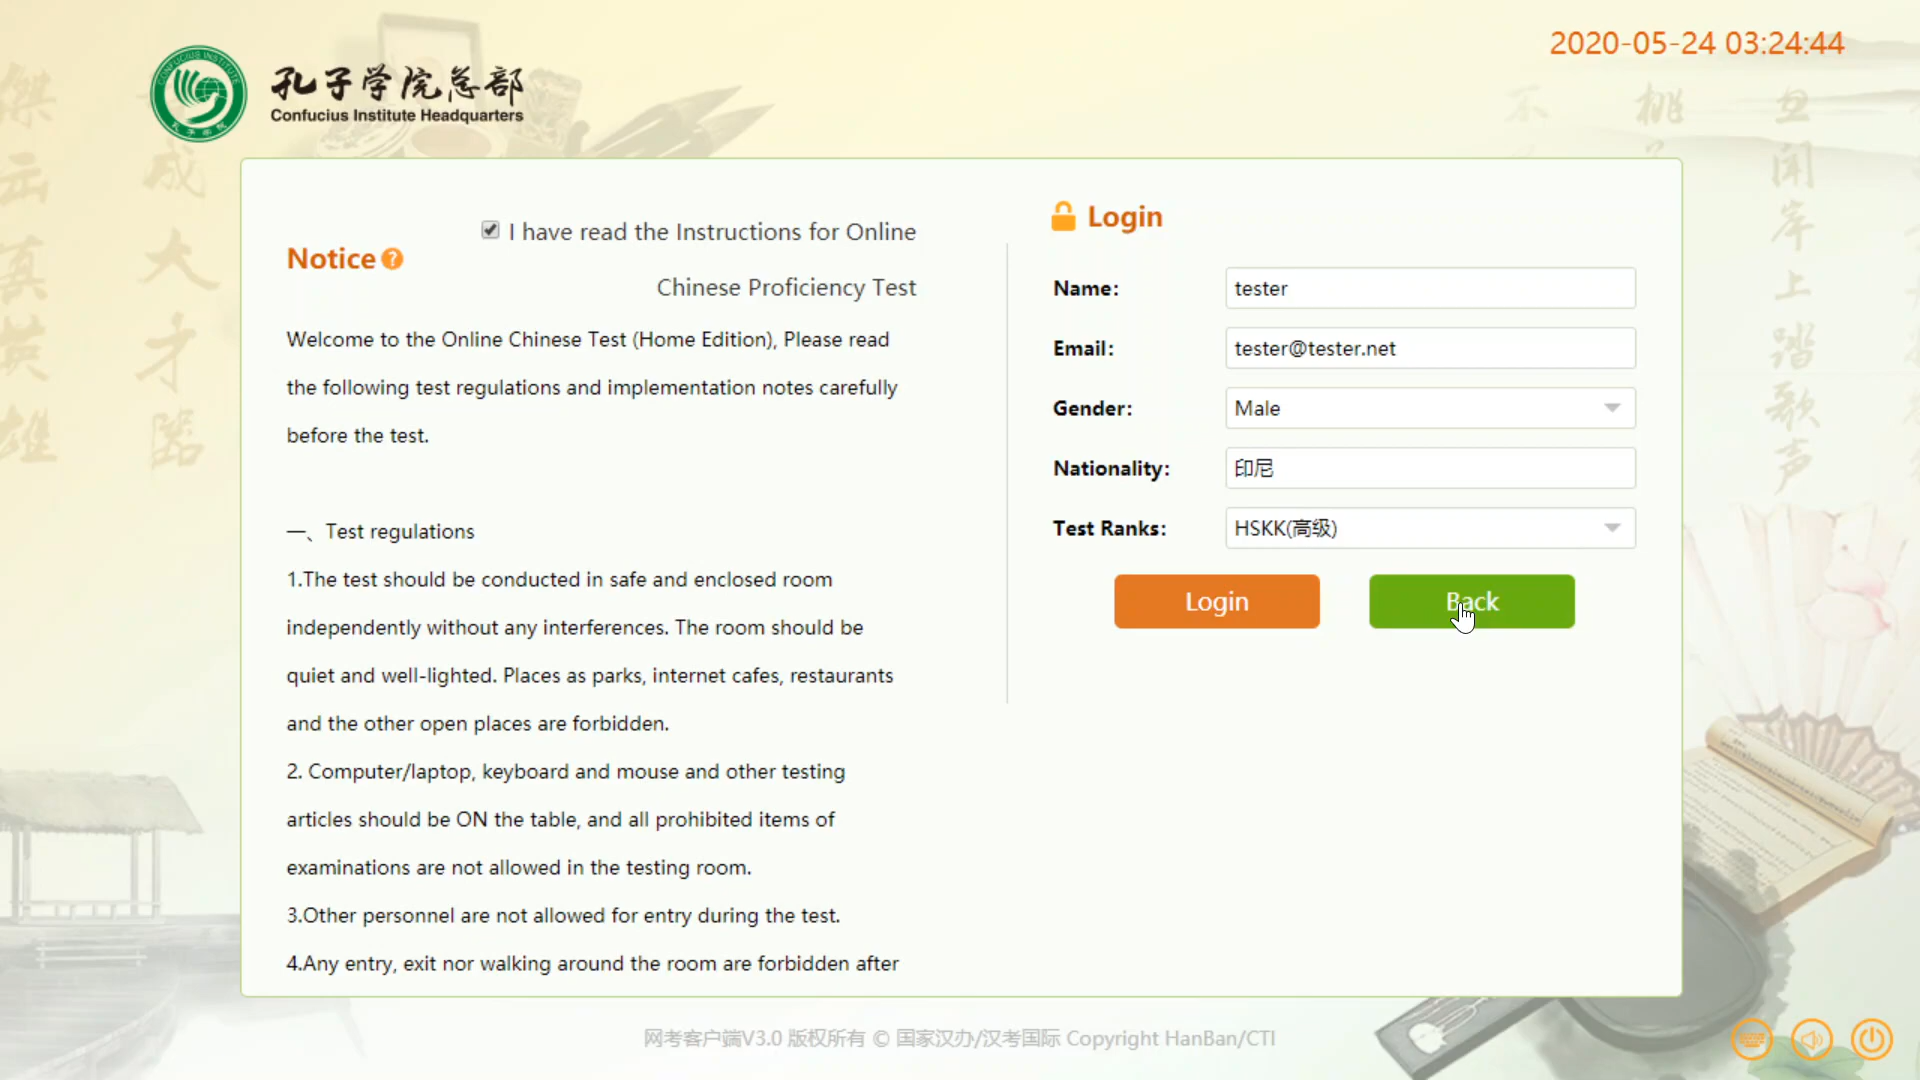 2020-05-24 03:24:44
CONFUCIUS INSTITUTE
孔子学院
孔子学院总部
Confucius Institute Headquarters
Notice
?
I have read the Instructions for Online
Chinese Proficiency Test
Welcome to the Online Chinese Test (Home Edition), Please read
the following test regulations and implementation notes carefully
before the test.
一、Test regulations
1.The test should be conducted in safe and enclosed room
independently without any interferences. The room should be
quiet and well-lighted. Places as parks, internet cafes, restaurants
and the other open places are forbidden.
2. Computer/laptop, keyboard and mouse and other testing
articles should be ON the table, and all prohibited items of
examinations are not allowed in the testing room.
3.Other personnel are not allowed for entry during the test.
4.Any entry, exit nor walking around the room are forbidden after
Login
Name: tester
Email: tester@tester.net
Gender: Male
Nationality: 印尼
Test Ranks: HSKK(高级)
Login Back
网考客户端V3.0 版权所有 © 国家汉办/汉考国际 Copyright HanBan/CTI